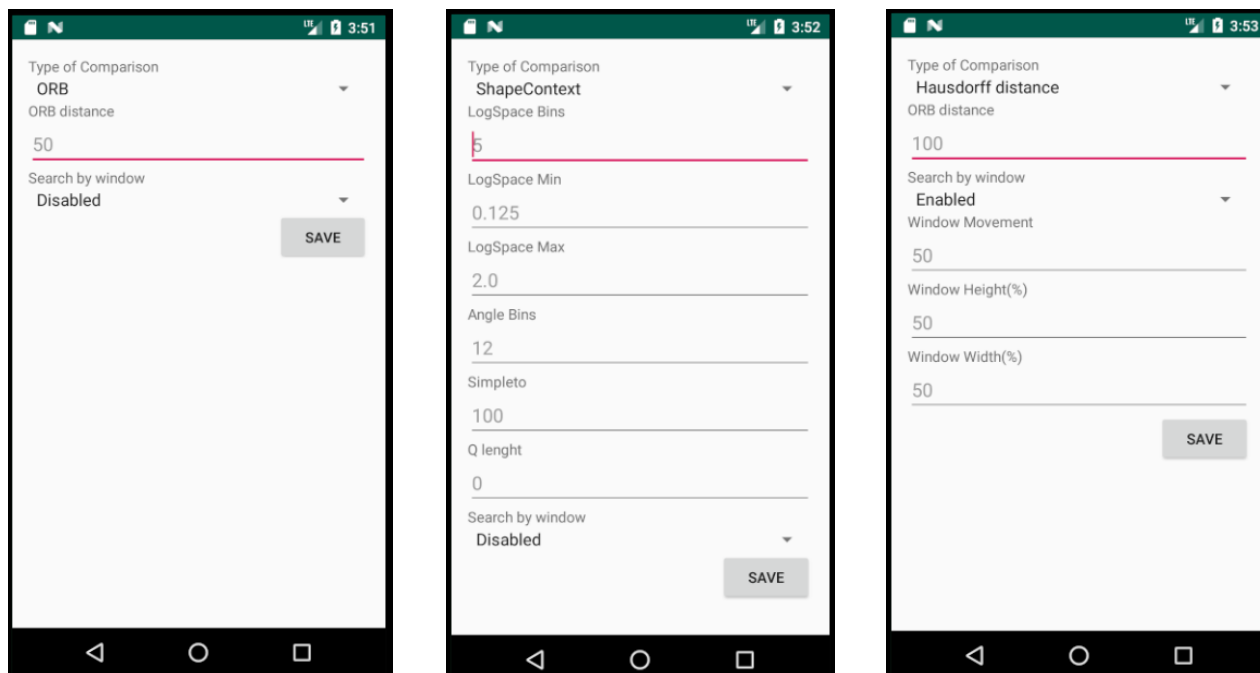 LTE 3:51
Type of Comparison
ORB
ORB distance
50
Search by window
Disabled
SAVE
LTE 3:52
Type of Comparison
ShapeContext
LogSpace Bins
5
LogSpace Min
0.125
LogSpace Max
2.0
Angle Bins
12
Simpleto
100
Q lenght
0
Search by window
Disabled
SAVE
LTE 3:53
Type of Comparison
Hausdorff distance
ORB distance
100
Search by window
Enabled
Window Movement
50
Window Height(%)
50
Window Width(%)
50
SAVE